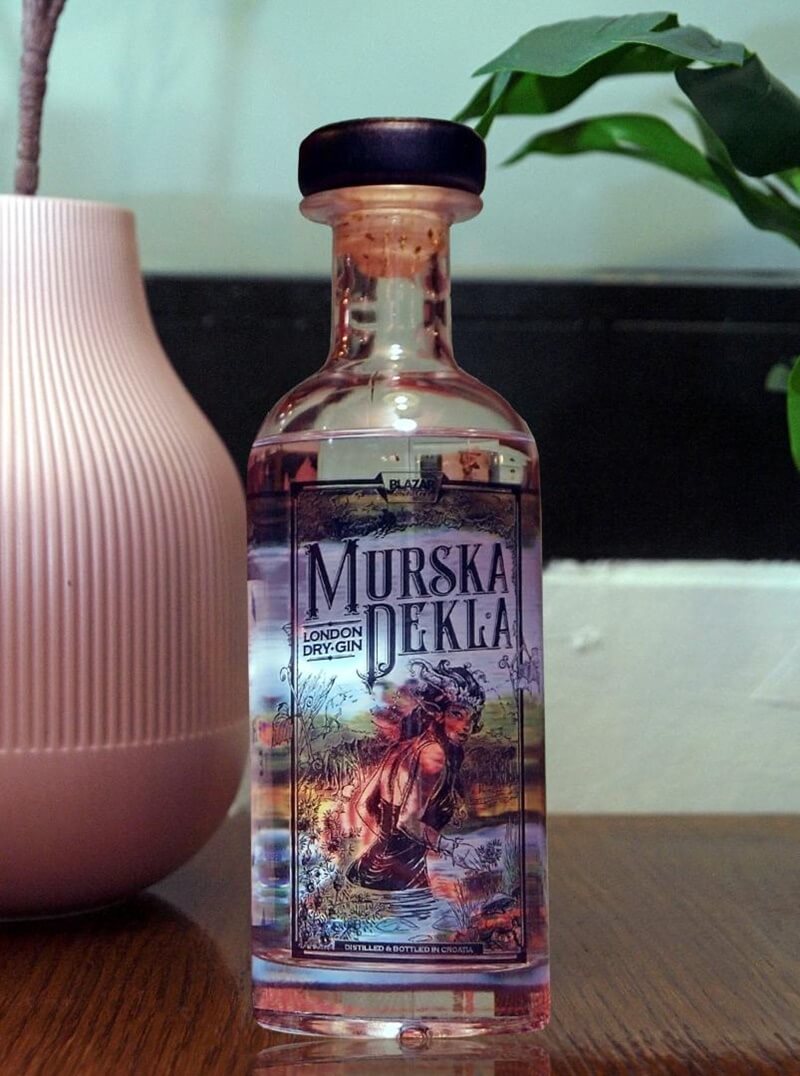 BLAZAR
MURSKA
DEKLA
LONDON
DRY·GIN
DISTILLED & BOTTLED IN CROATIA